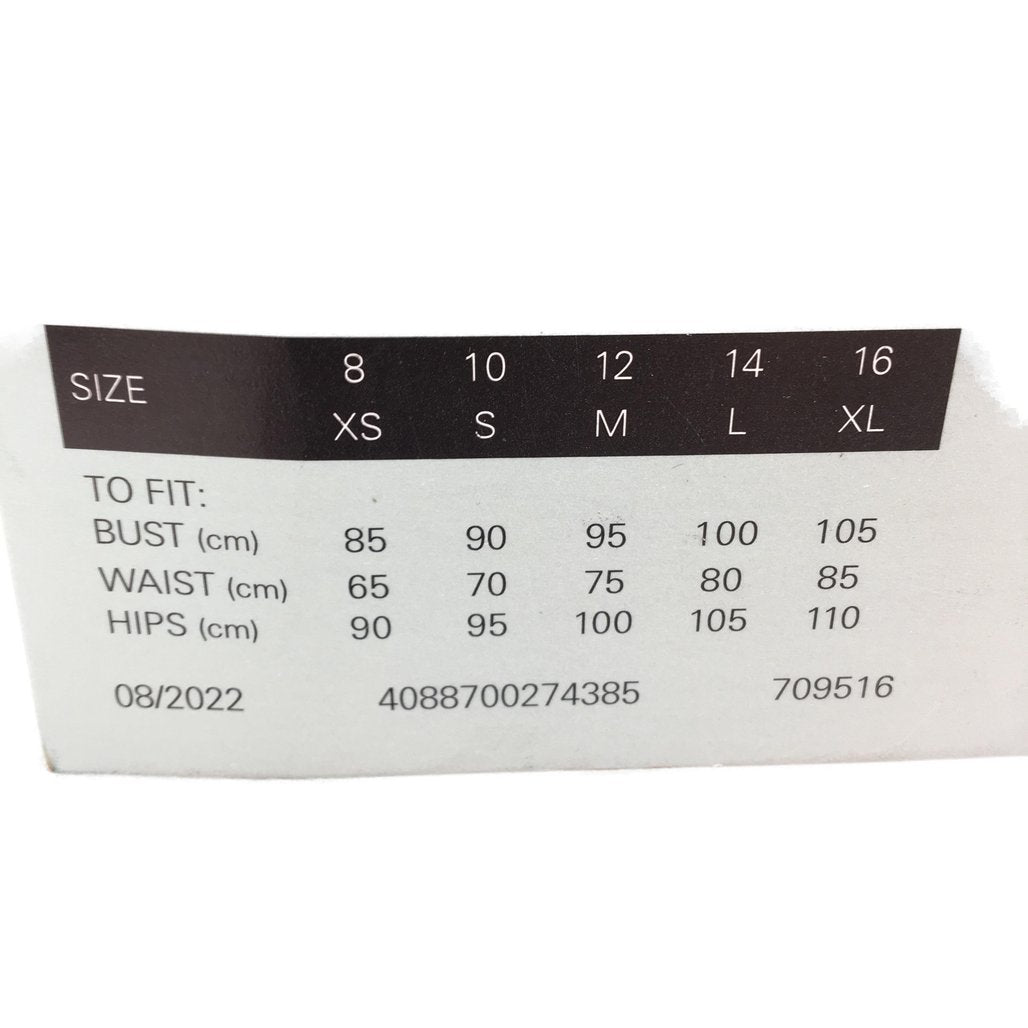 SIZE 8 10 12 14 16
XS S M L XL
TO FIT:
BUST (cm) 85 90 95 100 105
WAIST (cm) 65 70 75 80 85
HIPS (cm) 90 95 100 105 110
08/2022 4088700274385 709516